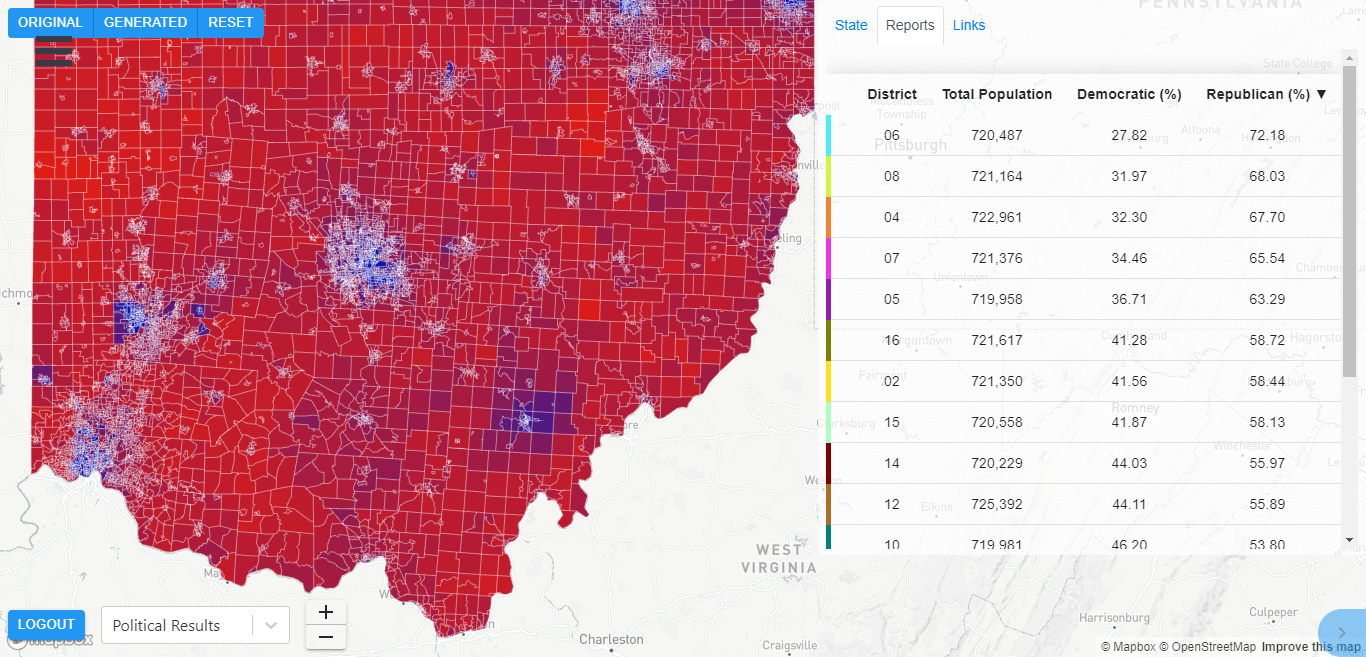 ORIGINAL GENERATED RESET
State Reports Links
PENNSYLVANIA
State College
District Total Population Democratic (%) Republican (%) ▼
McCandless
Township
06 720,487 27.82 72.18
Altoona
Pittsburgh
08 721,164 31.97 68.03
04 722,961 32.30 67.70
07 721,376 34.46 65.54
Uniontown
05 719,958 36.71 63.29
16 721,617 41.28 58.72
Cumberland
02 721,350 41.56 58.44
15 720,558 41.87 58.13
Romney
Winchester
14 720,229 44.03 55.97
12 725,392 44.11 55.89
Elkins
10 719,981 46.20 53.80
WEST
VIRGINIA
LOGOUT
Political Results
+
−
mapbox
Charleston
Craigsville
Harrisonburg
Culpeper
© Mapbox © OpenStreetMap Improve this map